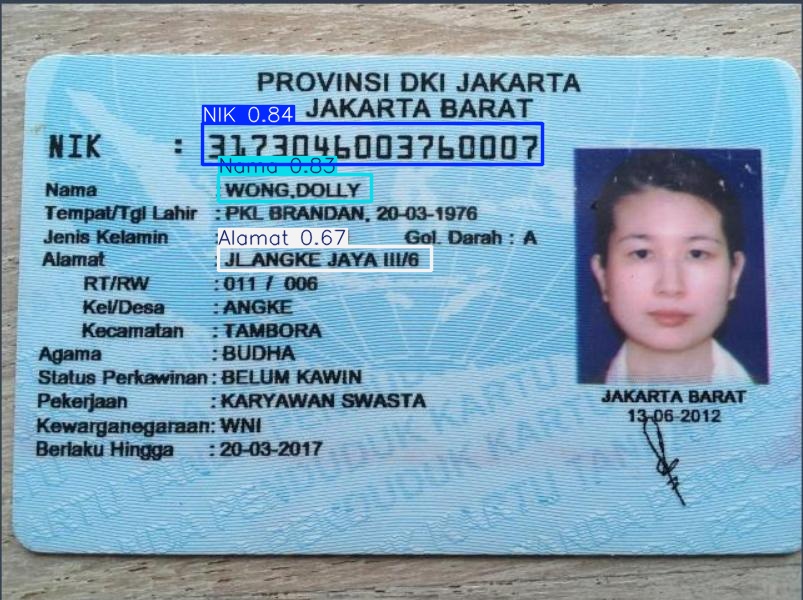 PROVINSI DKI JAKARTA
JAKARTA BARAT
NIK 0.84
NIK : 3173046003760007
Nama 0.83
Nama WONG,DOLLY
Tempat/Tgl Lahir : PKL BRANDAN, 20-03-1976
Jenis Kelamin : Gol. Darah : A
Alamat 0.67
Alamat : JL.ANGKE JAYA III/6
RT/RW : 011 / 006
Kel/Desa : ANGKE
Kecamatan : TAMBORA
Agama : BUDHA
Status Perkawinan : BELUM KAWIN
Pekerjaan : KARYAWAN SWASTA
Kewarganegaraan: WNI
Berlaku Hingga : 20-03-2017
JAKARTA BARAT
13-06-2012